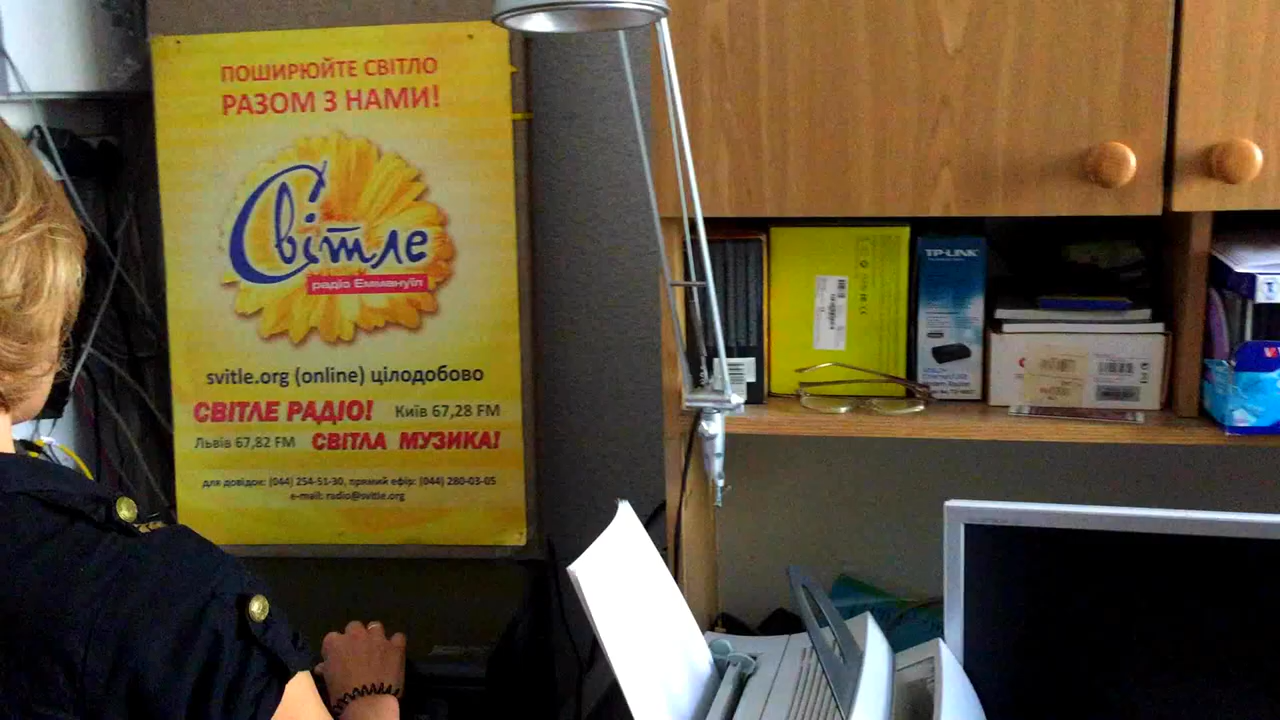 ПОШИРЮЙТЕ СВІТЛО
РАЗОМ З НАМИ!
Світле
радіо Еммануїл
svitle.org (online) цілодобово
СВІТЛЕ РАДІО! Київ 67,28 FM
Львів 67,82 FM СВІТЛА МУЗИКА!
для довідок: (044) 254-51-30, прямий ефір: (044) 280-03-05
e-mail: radio@svitle.org
TP-LINK